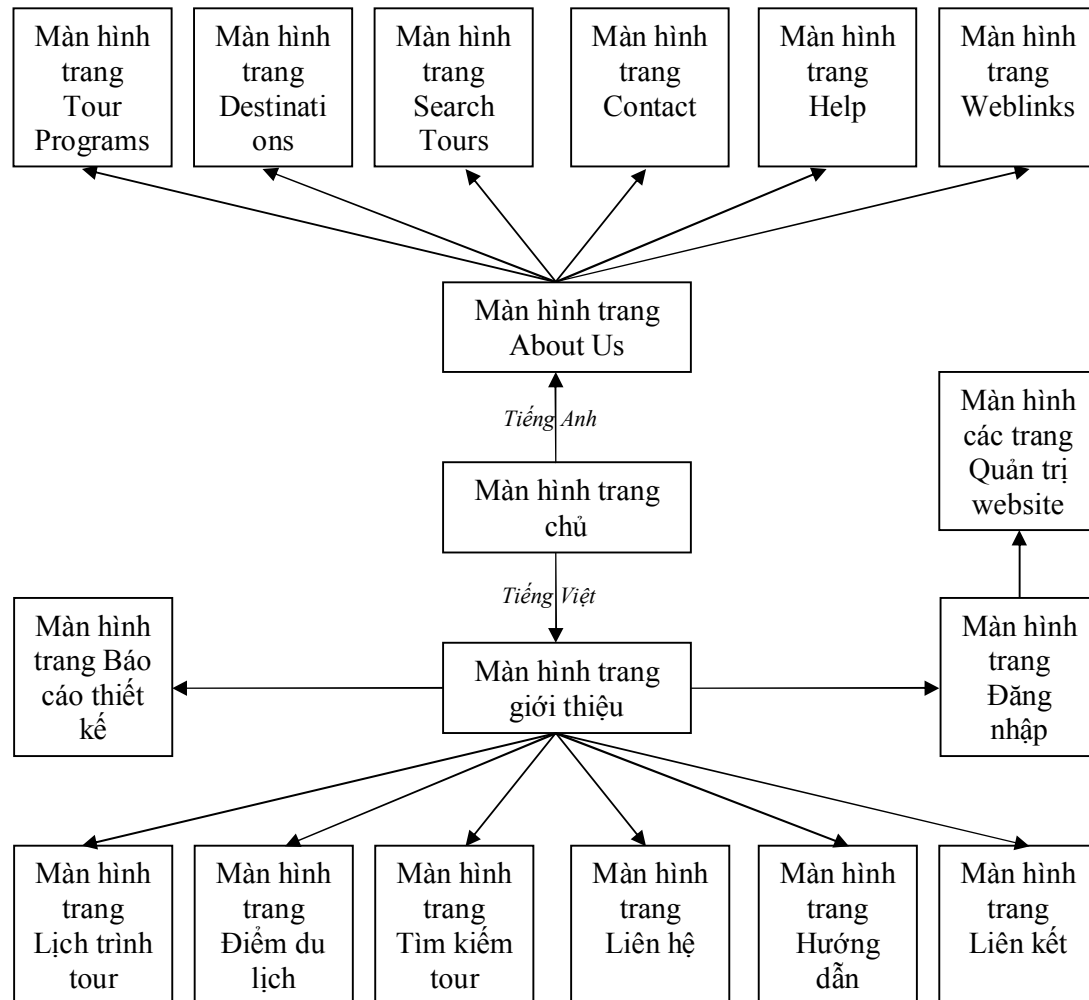 Màn hình
trang
Tour
Programs
Màn hình
trang
Destinati
ons
Màn hình
trang
Search
Tours
Màn hình
trang
Contact
Màn hình
trang
Help
Màn hình
trang
Weblinks
Màn hình trang
About Us
Tiếng Anh
Màn hình
các trang
Quản trị
website
Màn hình trang
chủ
Tiếng Việt
Màn hình
trang Báo
cáo thiết
kế
Màn hình trang
giới thiệu
Màn hình
trang
Đăng
nhập
Màn hình
trang
Lịch trình
tour
Màn hình
trang
Điểm du
lịch
Màn hình
trang
Tìm kiếm
tour
Màn hình
trang
Liên hệ
Màn hình
trang
Hướng
dẫn
Màn hình
trang
Liên kết